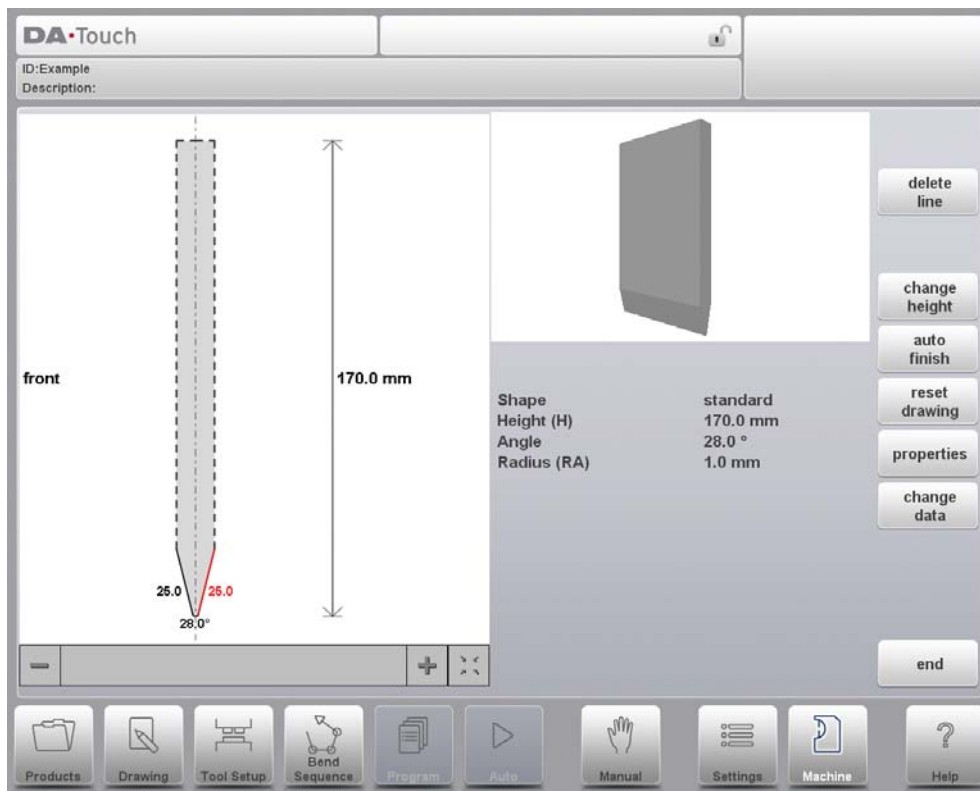 DA•Touch
ID:Example
Description:
front
170.0 mm
25.0
25.0
28.0°
Shape standard
Height (H) 170.0 mm
Angle 28.0 °
Radius (RA) 1.0 mm
delete
line
change
height
auto
finish
reset
drawing
properties
change
data
end
Products
Drawing
Tool Setup
Bend
Sequence
Program
Auto
Manual
Settings
Machine
Help